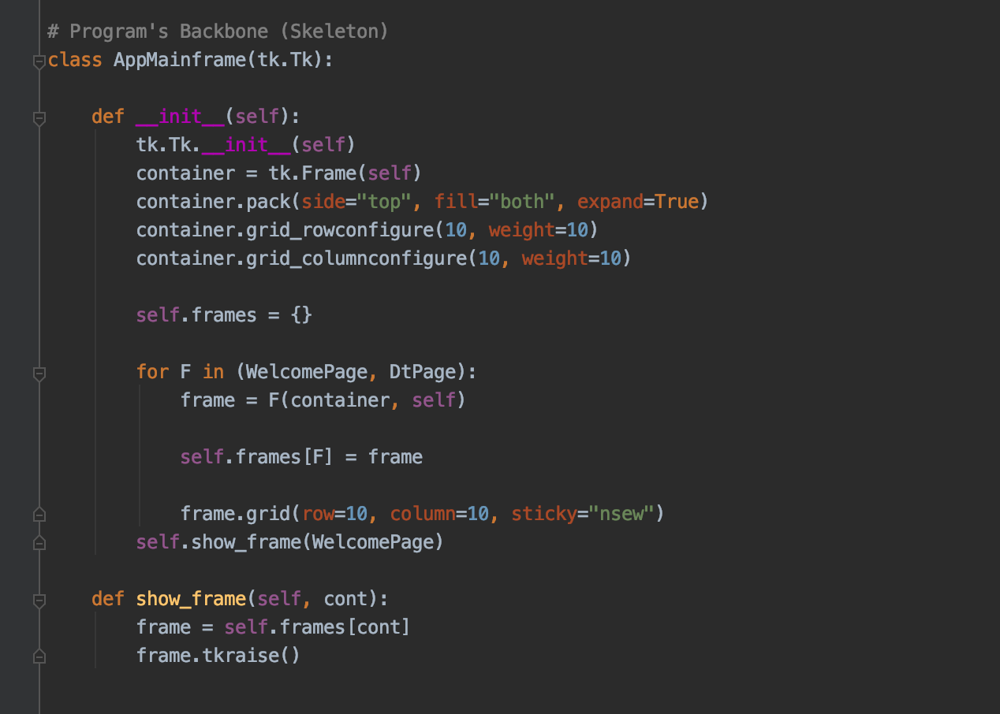 # Program's Backbone (Skeleton)
class AppMainframe(tk.Tk):
def __init__(self):
tk.Tk.__init__(self)
container = tk.Frame(self)
container.pack(side="top", fill="both", expand=True)
container.grid_rowconfigure(10, weight=10)
container.grid_columnconfigure(10, weight=10)
self.frames = {}
for F in (WelcomePage, DtPage):
frame = F(container, self)
self.frames[F] = frame
frame.grid(row=10, column=10, sticky="nsew")
self.show_frame(WelcomePage)
def show_frame(self, cont):
frame = self.frames[cont]
frame.tkraise()